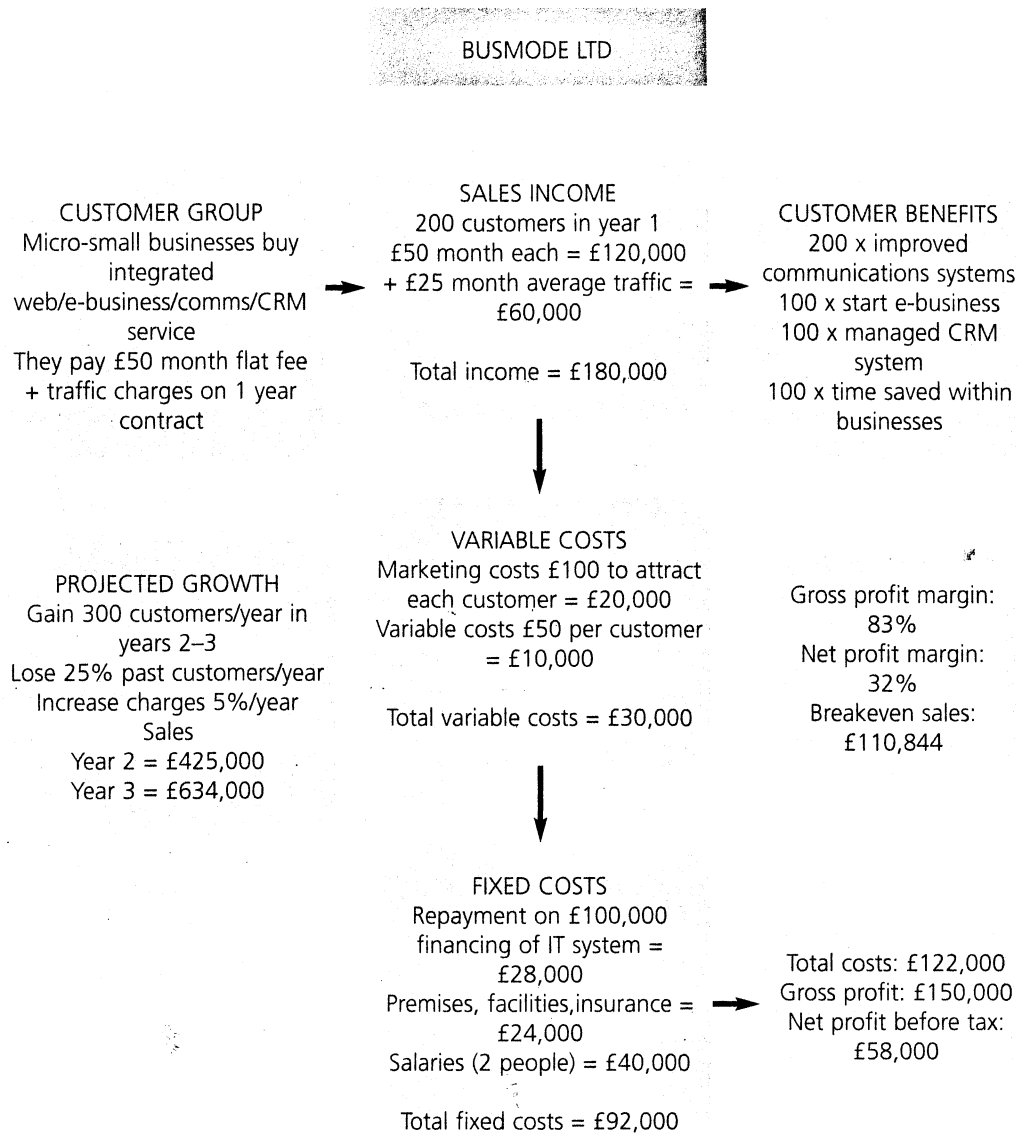 BUSMODE LTD
CUSTOMER GROUP
Micro-small businesses buy
integrated
web/e-business/comms/CRM
service
They pay £50 month flat fee
+ traffic charges on 1 year
contract
SALES INCOME
200 customers in year 1
£50 month each = £120,000
+ £25 month average traffic =
£60,000
Total income = £180,000
CUSTOMER BENEFITS
200 x improved
communications systems
100 x start e-business
100 x managed CRM
system
100 x time saved within
businesses
PROJECTED GROWTH
Gain 300 customers/year in
years 2–3
Lose 25% past customers/year
Increase charges 5%/year
Sales
Year 2 = £425,000
Year 3 = £634,000
VARIABLE COSTS
Marketing costs £100 to attract
each customer = £20,000
Variable costs £50 per customer
= £10,000
Total variable costs = £30,000
Gross profit margin:
83%
Net profit margin:
32%
Breakeven sales:
£110,844
FIXED COSTS
Repayment on £100,000
financing of IT system =
£28,000
Premises, facilities,insurance =
£24,000
Salaries (2 people) = £40,000
Total fixed costs = £92,000
Total costs: £122,000
Gross profit: £150,000
Net profit before tax:
£58,000